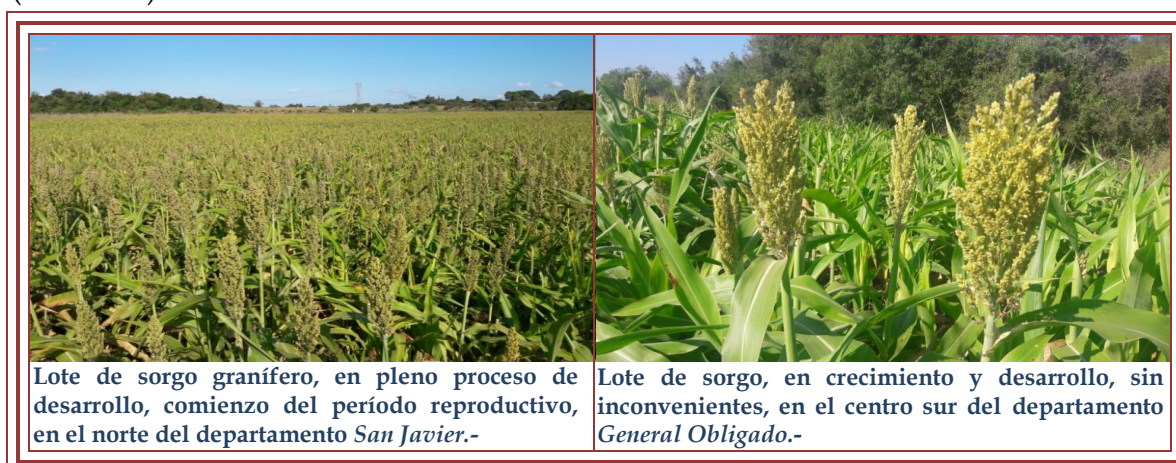 Lote de sorgo granífero, en pleno proceso de
desarrollo, comienzo del período reproductivo,
en el norte del departamento San Javier.-
Lote de sorgo, en crecimiento y desarrollo, sin
inconvenientes, en el centro sur del departamento
General Obligado.-